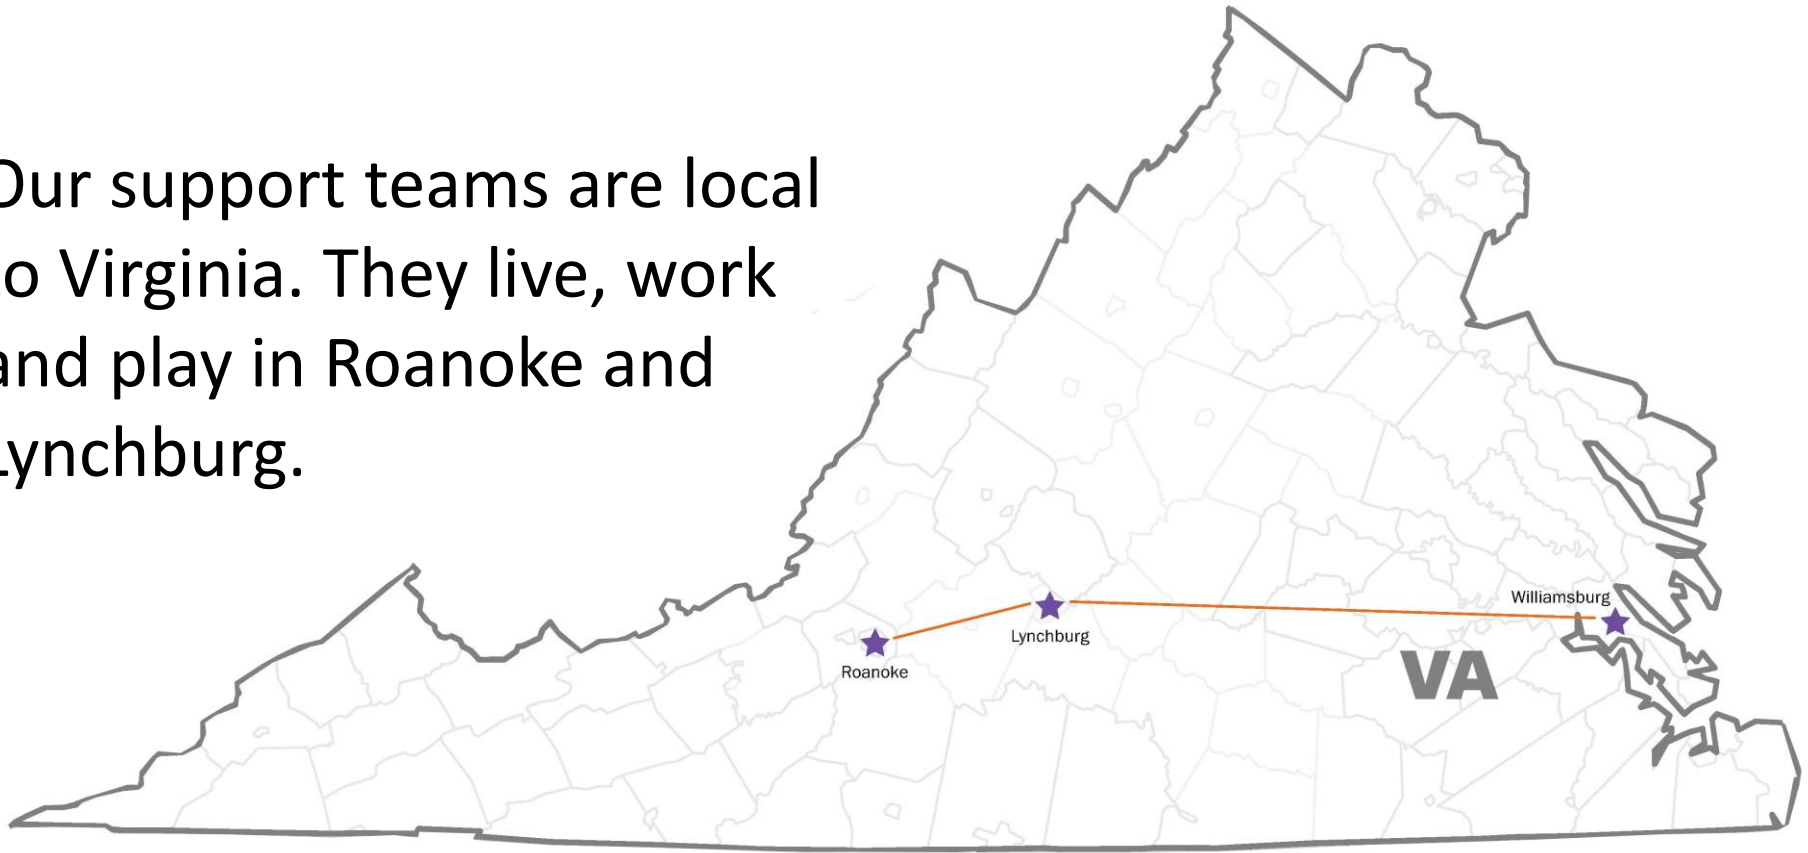 Our support teams are local
to Virginia. They live, work
and play in Roanoke and
Lynchburg.
Williamsburg
Lynchburg
Roanoke
VA